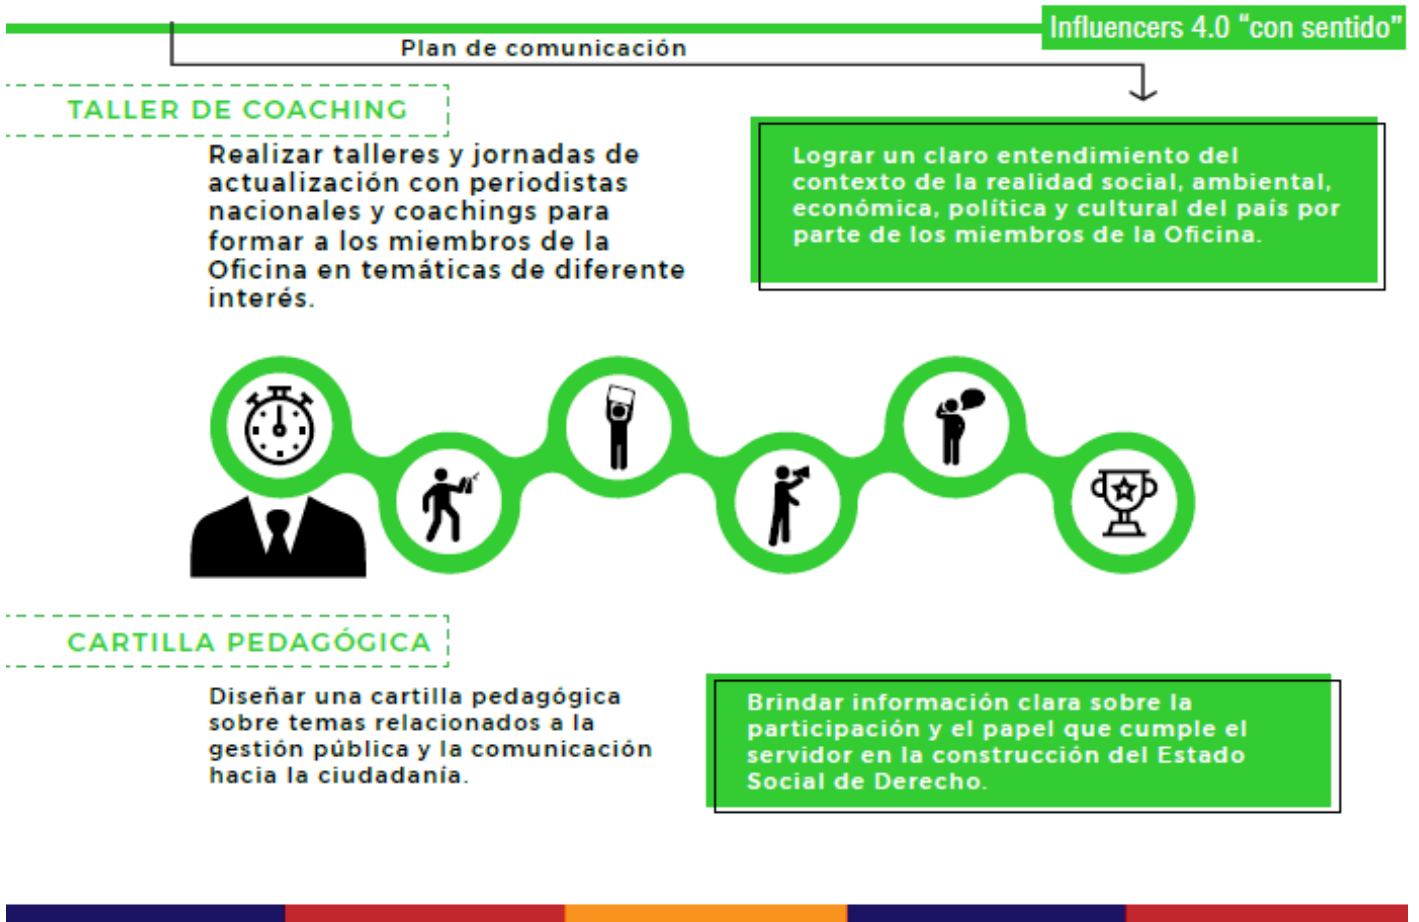 Influencers 4.0 “con sentido”
Plan de comunicación
TALLER DE COACHING
Realizar talleres y jornadas de
actualización con periodistas
nacionales y coachings para
formar a los miembros de la
Oficina en temáticas de diferente
interés.
Lograr un claro entendimiento del
contexto de la realidad social, ambiental,
económica, política y cultural del país por
parte de los miembros de la Oficina.
CARTILLA PEDAGÓGICA
Diseñar una cartilla pedagógica
sobre temas relacionados a la
gestión pública y la comunicación
hacia la ciudadanía.
Brindar información clara sobre la
participación y el papel que cumple el
servidor en la construcción del Estado
Social de Derecho.